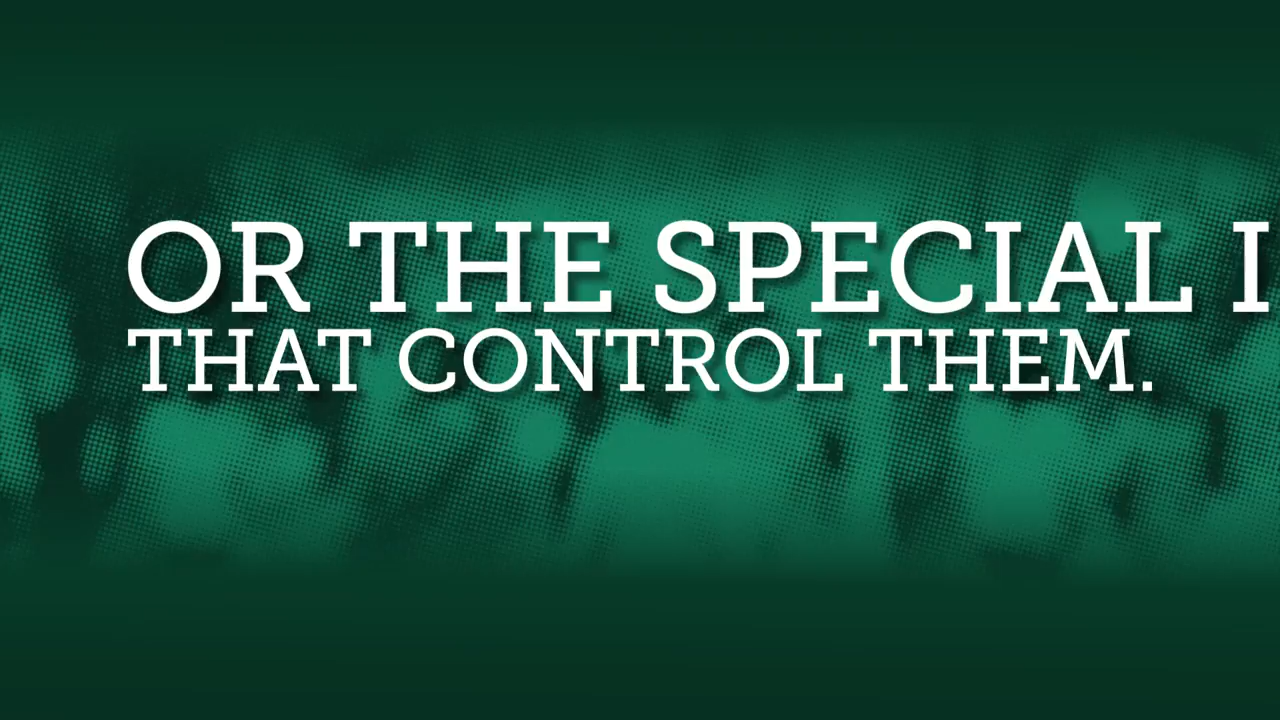 OR THE SPECIAL I
THAT CONTROL THEM.